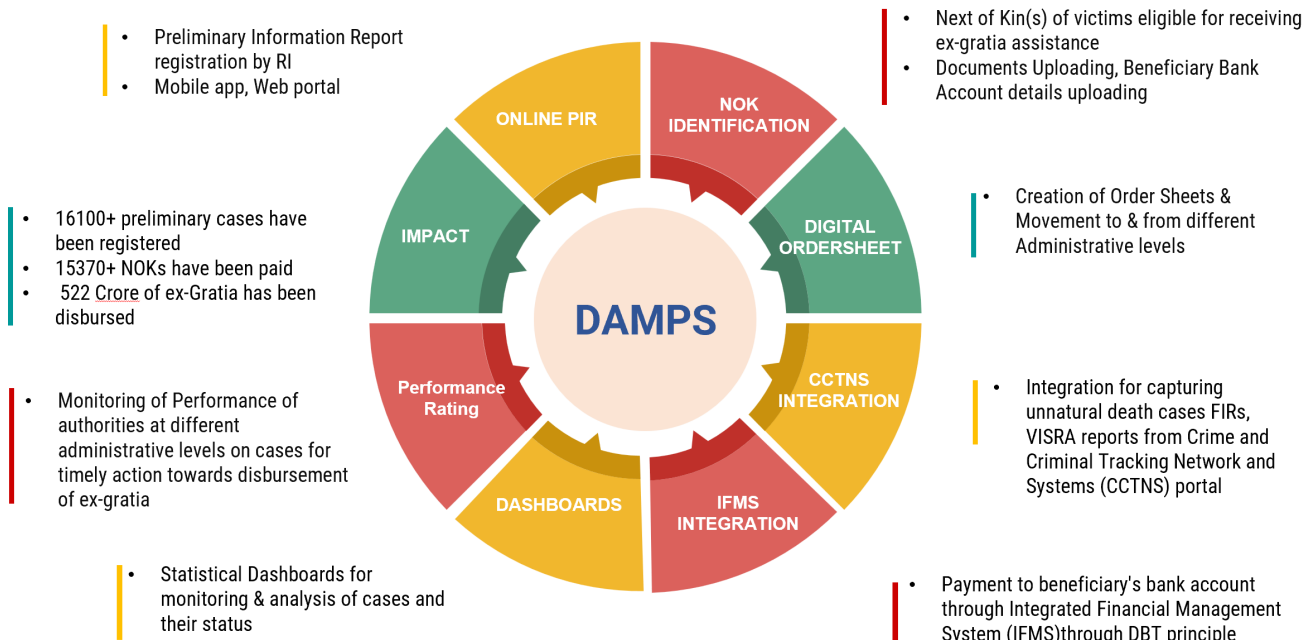 • Preliminary Information Report
registration by RI
• Mobile app, Web portal
• Next of Kin(s) of victims eligible for receiving
ex-gratia assistance
• Documents Uploading, Beneficiary Bank
Account details uploading
ONLINE PIR
NOK
IDENTIFICATION
• 16100+ preliminary cases have
been registered
• 15370+ NOKs have been paid
• 522 Crore of ex-Gratia has been
disbursed
IMPACT
DIGITAL
ORDERSHEET
• Creation of Order Sheets &
Movement to & from different
Administrative levels
DAMPS
• Monitoring of Performance of
authorities at different
administrative levels on cases for
timely action towards disbursement
of ex-gratia
Performance
Rating
CCTNS
INTEGRATION
• Integration for capturing
unnatural death cases FIRs,
VISRA reports from Crime and
Criminal Tracking Network and
Systems (CCTNS) portal
DASHBOARDS
IFMS
INTEGRATION
• Statistical Dashboards for
monitoring & analysis of cases and
their status
• Payment to beneficiary's bank account
through Integrated Financial Management
System (IFMS)through DBT principle